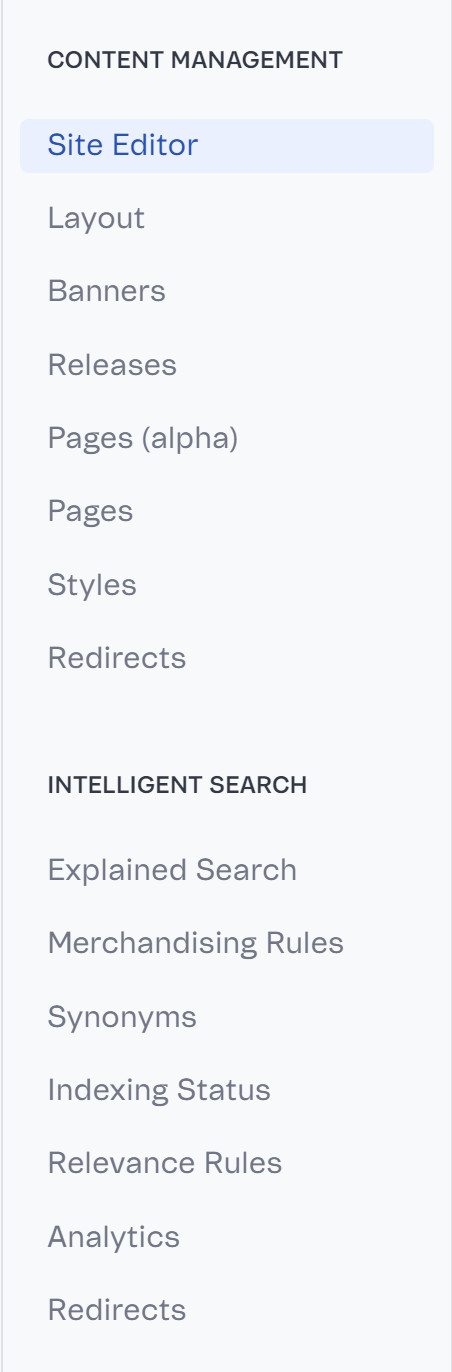 CONTENT MANAGEMENT
Site Editor
Layout
Banners
Releases
Pages (alpha)
Pages
Styles
Redirects
INTELLIGENT SEARCH
Explained Search
Merchandising Rules
Synonyms
Indexing Status
Relevance Rules
Analytics
Redirects